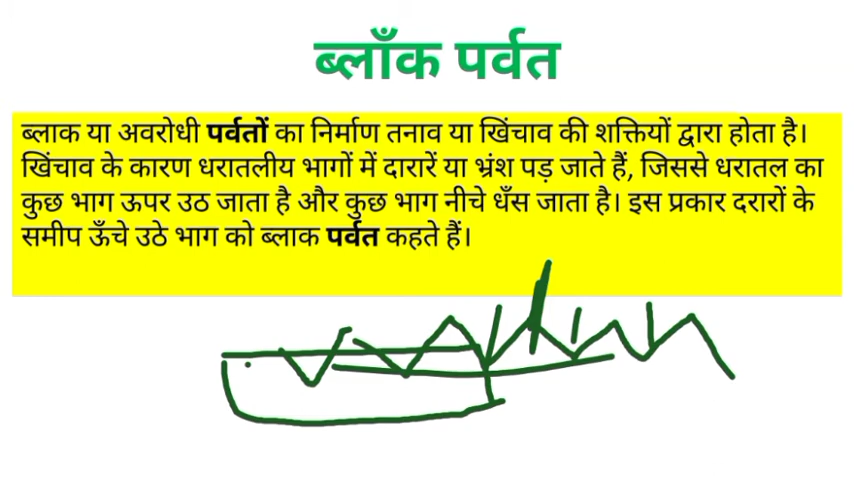 ब्लॉंक पर्वत
ब्लाक या अवरोधी पर्वतों का निर्माण तनाव या खिंचाव की शक्तियों द्वारा होता है।
खिंचाव के कारण धरातलीय भागों में दारारें या भ्रंश पड़ जाते हैं, जिससे धरातल का
कुछ भाग ऊपर उठ जाता है और कुछ भाग नीचे धँस जाता है। इस प्रकार दरारों के
समीप ऊँचे उठे भाग को ब्लाक पर्वत कहते हैं।